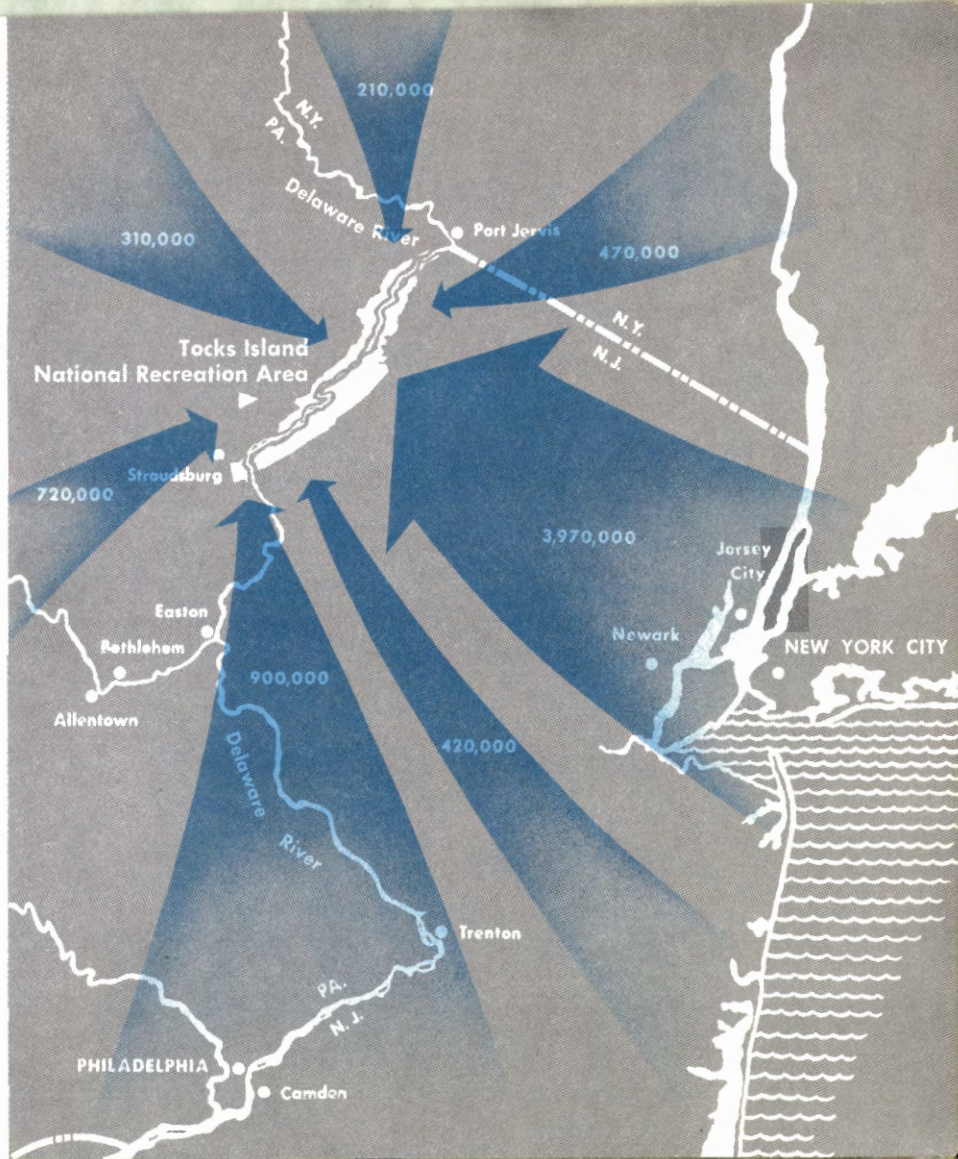 210,000
N.Y.
PA.
Delaware River
Port Jervis
310,000
470,000
N.Y.
N.J.
Tocks Island
National Recreation Area
Stroudsburg
720,000
3,970,000
Jersey
City
Easton
Bethlehem
Newark
NEW YORK CITY
Allentown
900,000
420,000
Delaware
River
Trenton
PA.
N.J.
PHILADELPHIA
Camden